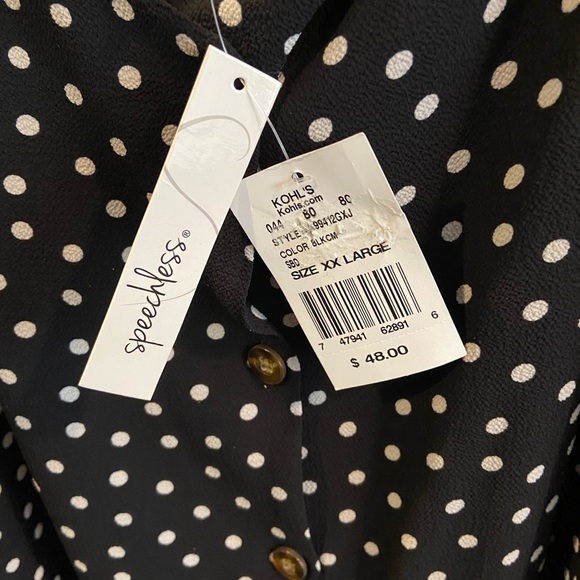 speechless®
KOHL'S
Kohls.com
044 80 80
STYLE
COLOR BLKCM
SBD
SIZE XX LARGE
7 47941 62891 6
$ 48.00